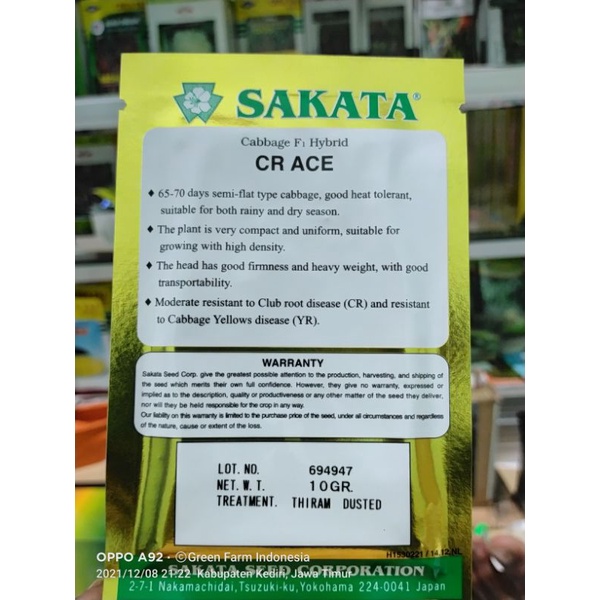 SAKATA®
Cabbage F1 Hybrid
CR ACE
♦ 65-70 days semi-flat type cabbage, good heat tolerant,
suitable for both rainy and dry season.
♦ The plant is very compact and uniform, suitable for
growing with high density.
♦ The head has good firmness and heavy weight, with good
transportability.
♦ Moderate resistant to Club root disease (CR) and resistant
to Cabbage Yellows disease (YR).
WARRANTY
Sakata Seed Corp. give the greatest possible attention to the production, harvesting, and shipping of
the seed which merits their own full confidence. However, they give no warranty, expressed or
implied as to the description, quality or productiveness or any other matter of the seed they deliver,
nor will they be held responsible for the crop in any way.
Our liability on this warranty is limited to the purchase price of the seed, under all circumstances and regardless
of the nature, cause or extent of the loss.
LOT. NO. 694947
NET. W. T. 10GR.
TREATMENT. THIRAM DUSTED
H1530221 / 14.12.NL
OPPO A92 · ©Green Farm Indonesia
2021/12/08 21:22 Kabupaten Kediri, Jawa Timur
SAKATA SEED CORPORATION
2-7-1 Nakamachidai, Tsuzuki-ku, Yokohama 224-0041 Japan